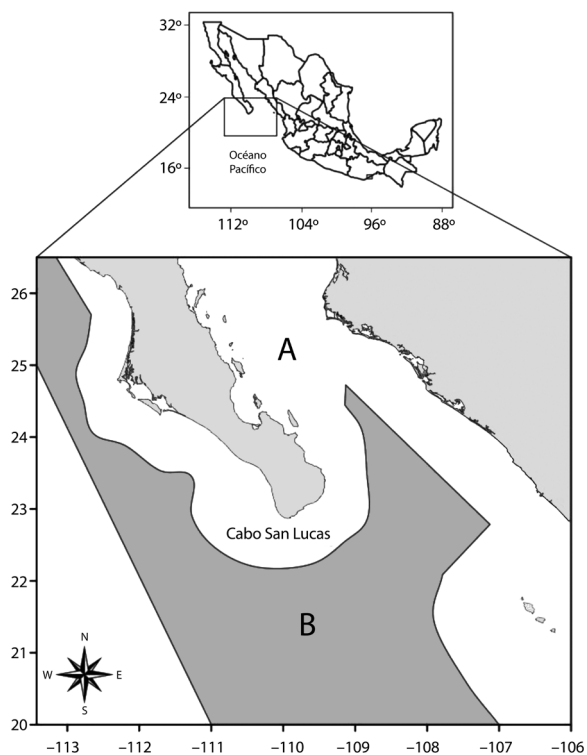 32º
24º
16º
Océano
Pacífico
112º 104º 96º 88º
26
25
24
23
22
21
20
A
Cabo San Lucas
B
N
W E
S
−113 −112 −111 −110 −109 −108 −107 −106